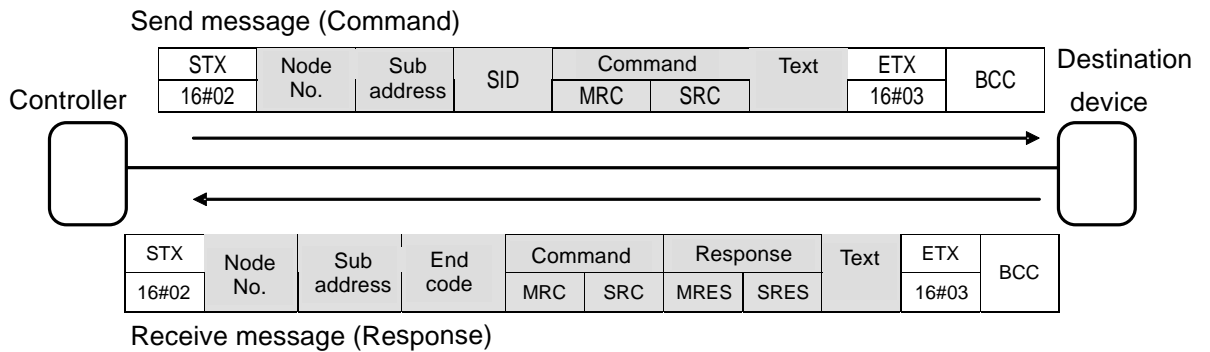 Send message (Command)
STX Node No. Sub address SID Command Text ETX BCC
16#02 MRC SRC 16#03
Controller
Destination device
STX Node No. Sub address End code Command Response Text ETX BCC
16#02 MRC SRC MRES SRES 16#03
Receive message (Response)